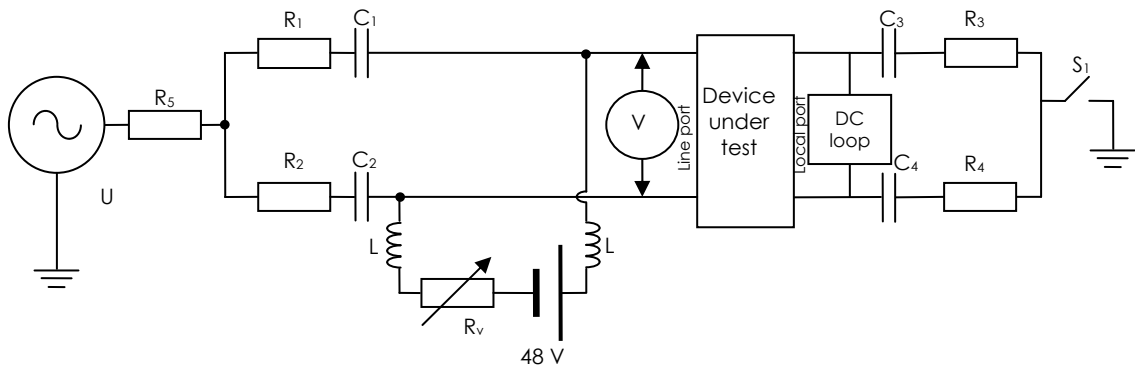 R1
C1
R5
U
R2
C2
L
L
Rv
48 V
V
Line port
Device
under
test
Local port
DC
loop
C3
R3
C4
R4
S1